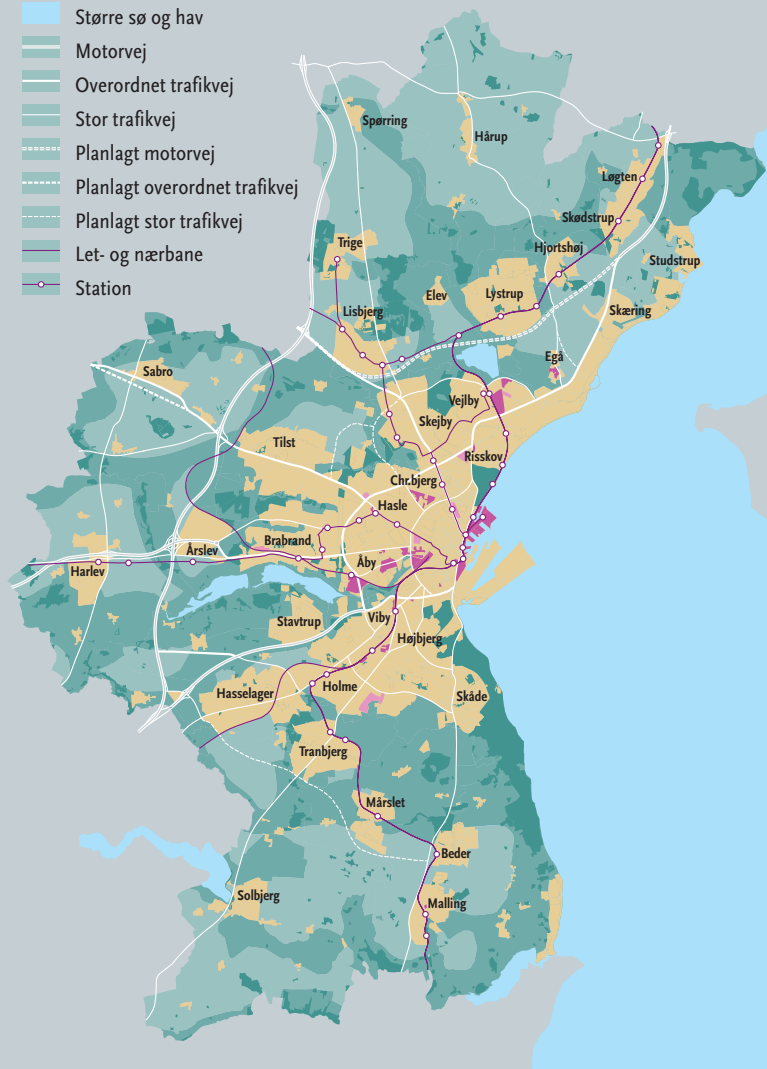 Større sø og hav
Motorvej
Overordnet trafikvej
Stor trafikvej
Planlagt motorvej
Planlagt overordnet trafikvej
Planlagt stor trafikvej
Let- og nærbane
Station
Spørring
Hårup
Løgten
Skødstrup
Trige
Hjortshøj
Studstrup
Elev
Lystrup
Lisbjerg
Skæring
Egå
Sabro
Vejlby
Skejby
Tilst
Risskov
Chr.bjerg
Hasle
Brabrand
Årslev
Åby
Harlev
Stavtrup
Viby
Højbjerg
Holme
Hasselager
Skåde
Tranbjerg
Mårslet
Beder
Solbjerg
Malling